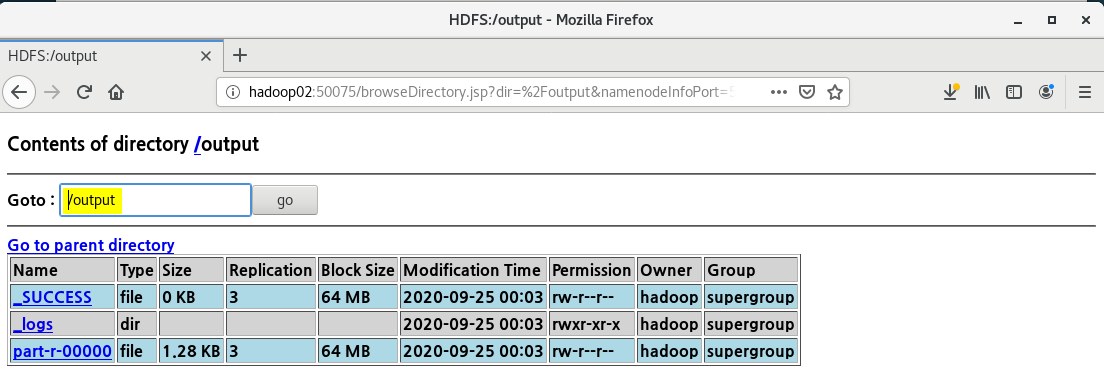 HDFS:/output - Mozilla Firefox
HDFS:/output
hadoop02:50075/browseDirectory.jsp?dir=%2Foutput&namenodeInfoPort=
Contents of directory /output
Goto : /output go
Go to parent directory
Name Type Size Replication Block Size Modification Time Permission Owner Group
_SUCCESS file 0 KB 3 64 MB 2020-09-25 00:03 rw-r--r-- hadoop supergroup
_logs dir 2020-09-25 00:03 rwxr-xr-x hadoop supergroup
part-r-00000 file 1.28 KB 3 64 MB 2020-09-25 00:03 rw-r--r-- hadoop supergroup